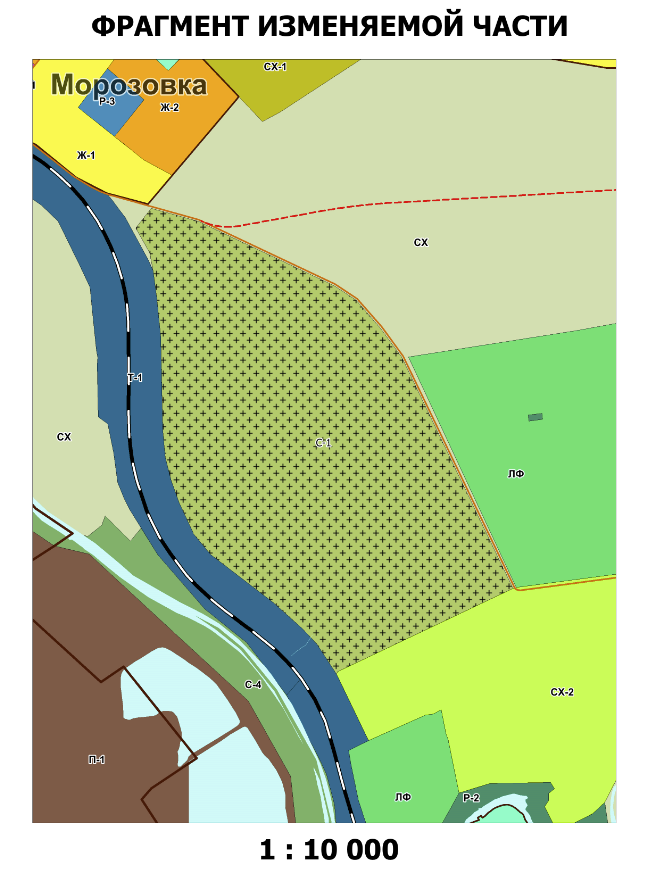 ФРАГМЕНТ ИЗМЕНЯЕМОЙ ЧАСТИ
СХ-1
Морозовка
Р-3
Ж-2
Ж-1
СХ
Т-1
СХ
С-1
ЛФ
С-4
СХ-2
П-1
ЛФ
Р-2
1 : 10 000